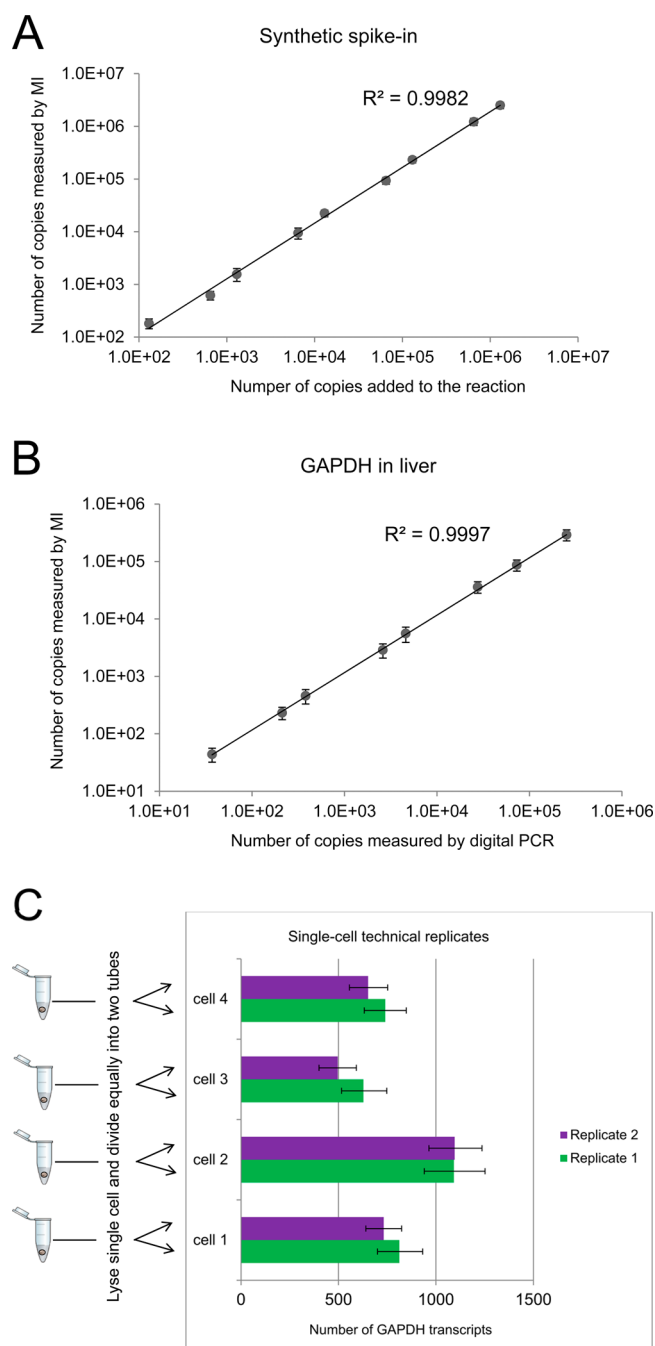 A
Synthetic spike-in
Number of copies measured by MI
1.0E+07
1.0E+06
1.0E+05
1.0E+04
1.0E+03
1.0E+02
R² = 0.9982
1.0E+02 1.0E+03 1.0E+04 1.0E+05 1.0E+06 1.0E+07
Numper of copies added to the reaction
B
GAPDH in liver
Number of copies measured by MI
1.0E+06
1.0E+05
1.0E+04
1.0E+03
1.0E+02
1.0E+01
R² = 0.9997
1.0E+01 1.0E+02 1.0E+03 1.0E+04 1.0E+05 1.0E+06
Number of copies measured by digital PCR
C
Lyse single cell and divide equally into two tubes
Single-cell technical replicates
cell 4
cell 3
cell 2
cell 1
Replicate 2
Replicate 1
0 500 1000 1500
Number of GAPDH transcripts